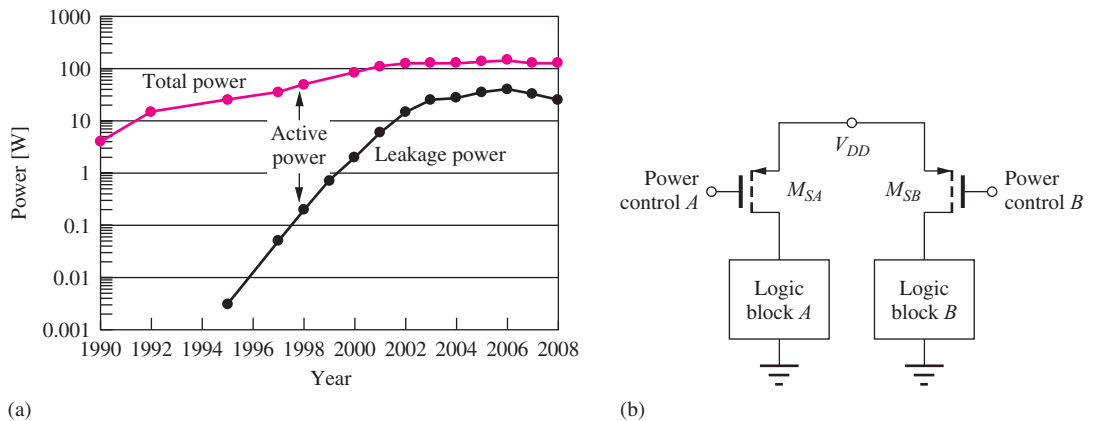 1000
100
10
1
0.1
0.01
0.001
Power [W]
Total power
Active
power
Leakage power
1990 1992 1994 1996 1998 2000 2002 2004 2006 2008
Year
(a)
V_DD
Power
control A
M_SA
M_SB
Power
control B
Logic
block A
Logic
block B
(b)